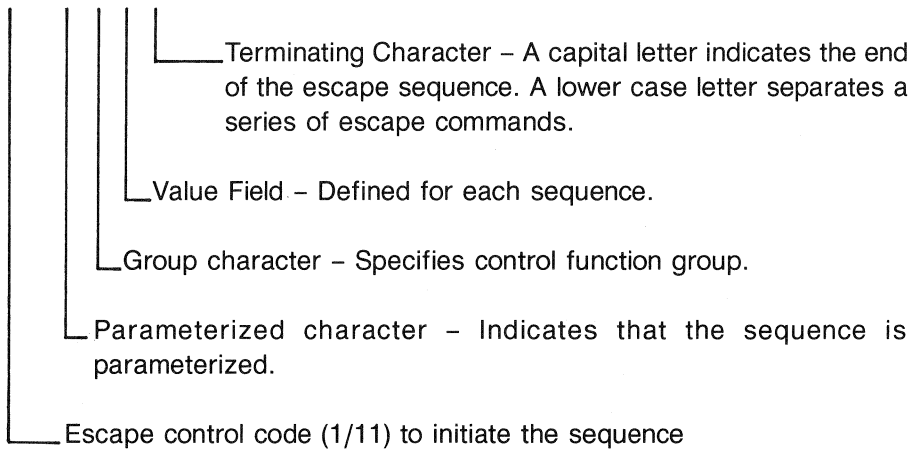 Terminating Character – A capital letter indicates the end
of the escape sequence. A lower case letter separates a
series of escape commands.
Value Field – Defined for each sequence.
Group character – Specifies control function group.
Parameterized character – Indicates that the sequence is
parameterized.
Escape control code (1/11) to initiate the sequence